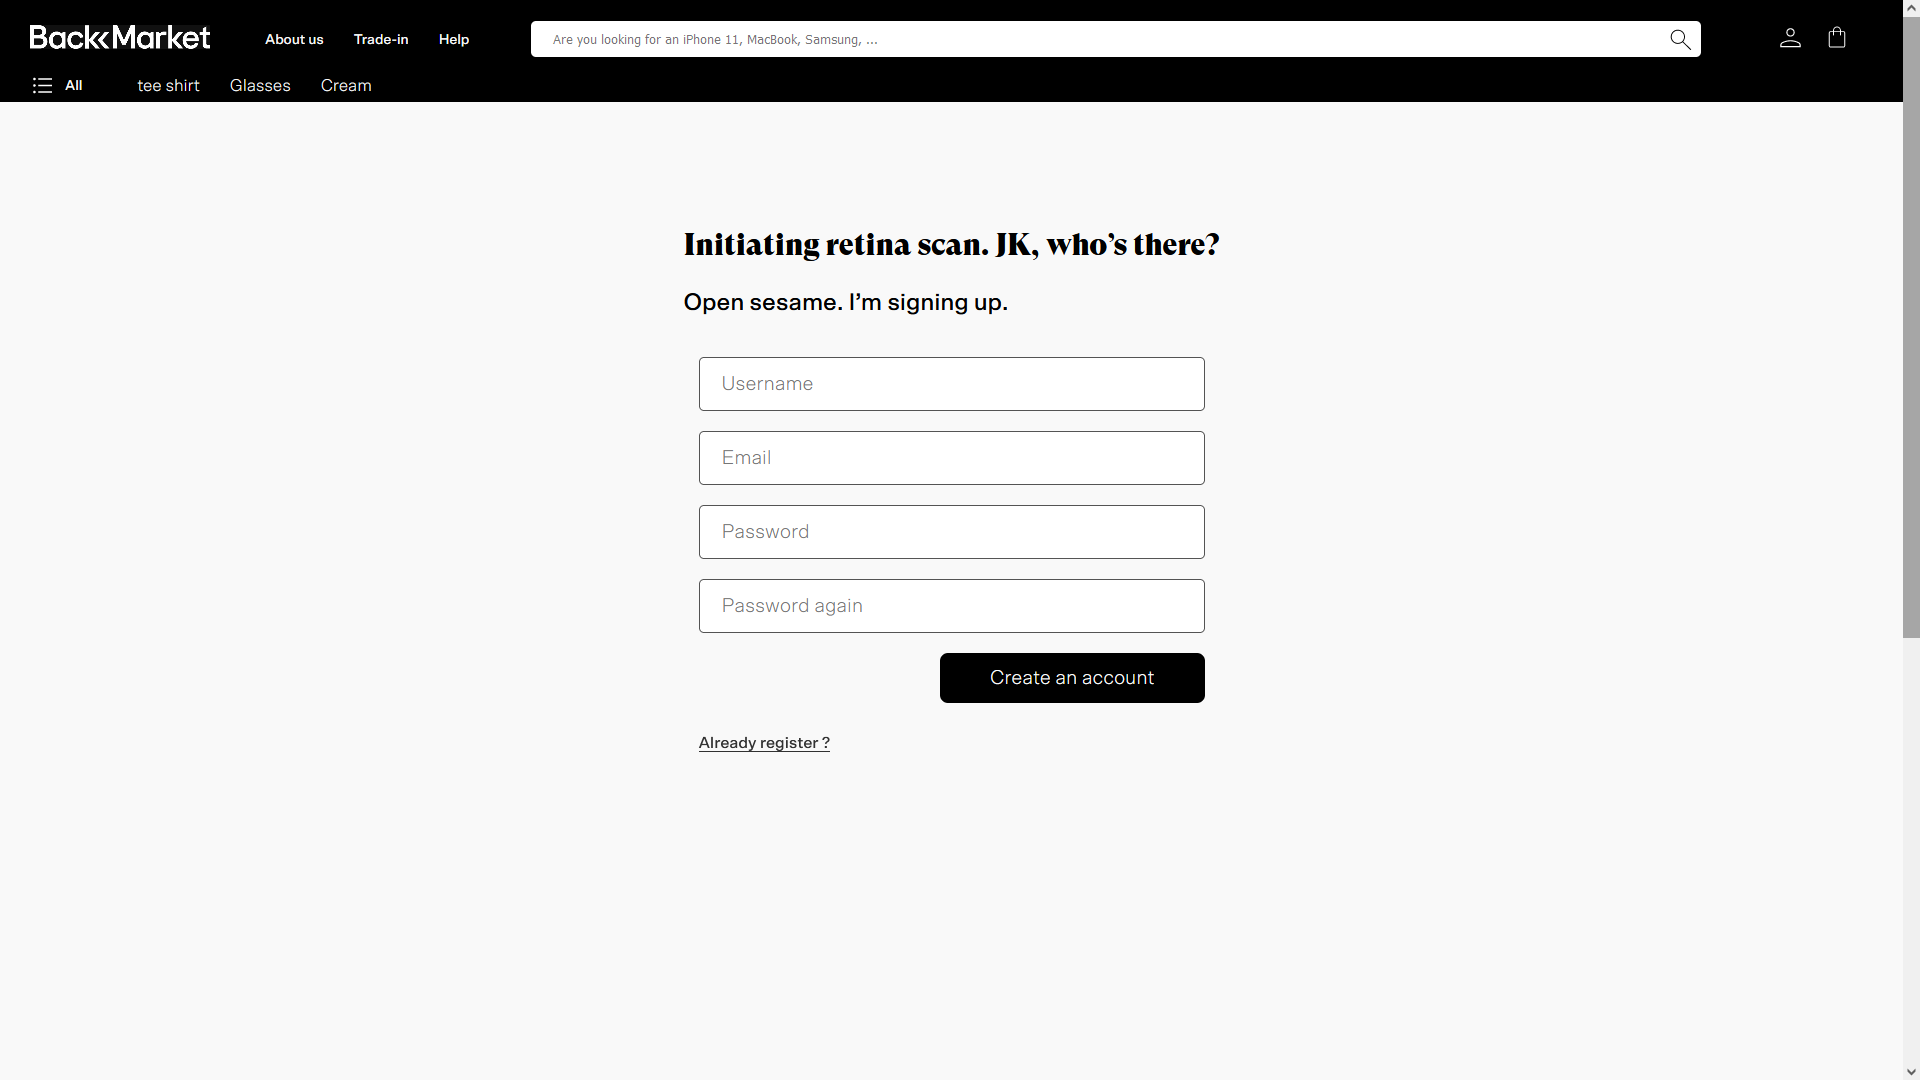 BackMarket
About us
Trade-in
Help
Are you looking for an iPhone 11, MacBook, Samsung, ...
All
tee shirt
Glasses
Cream
Initiating retina scan. JK, who’s there?
Open sesame. I’m signing up.
Username
Email
Password
Password again
Create an account
Already register ?